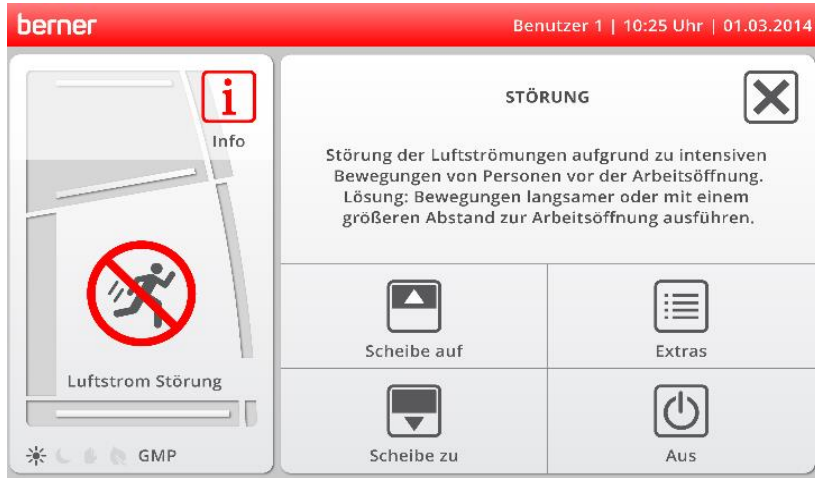 berner
Benutzer 1 | 10:25 Uhr | 01.03.2014
i
Info
Luftstrom Störung
GMP
STÖRUNG
Störung der Luftströmungen aufgrund zu intensiven
Bewegungen von Personen vor der Arbeitsöffnung.
Lösung: Bewegungen langsamer oder mit einem
größeren Abstand zur Arbeitsöffnung ausführen.
Scheibe auf
Extras
Scheibe zu
Aus